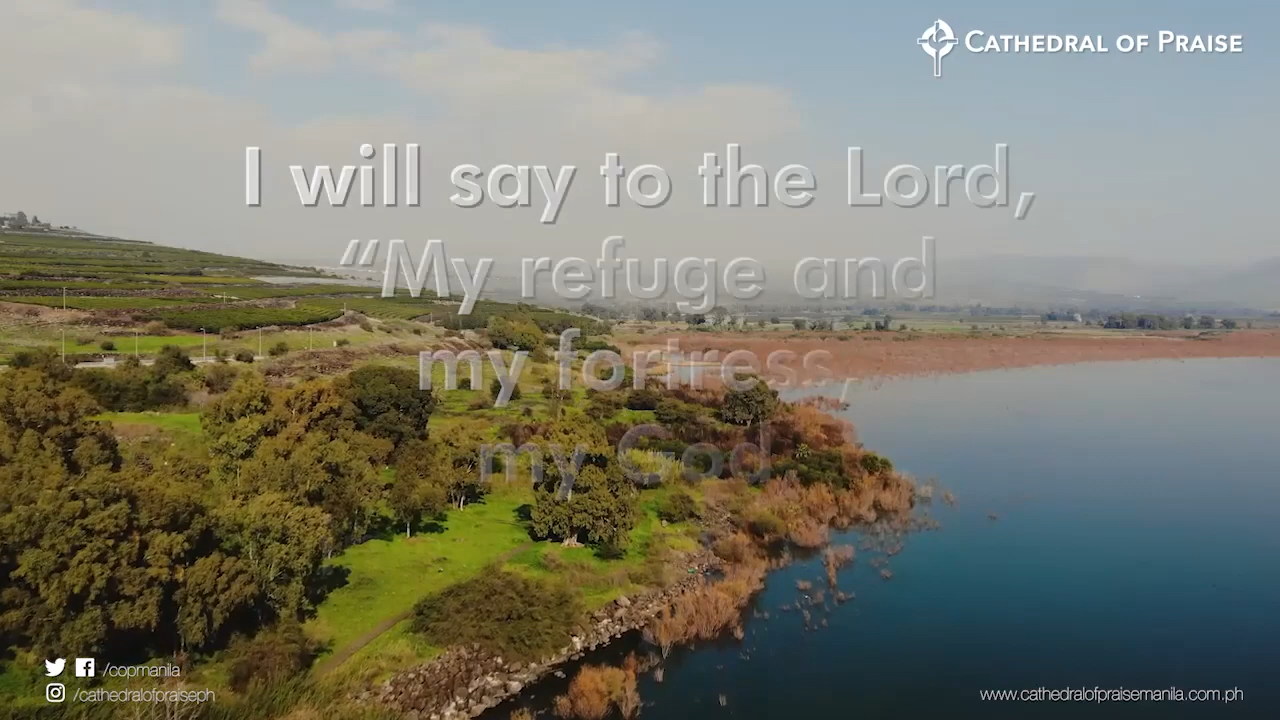 CATHEDRAL OF PRAISE
I will say to the Lord,
“My refuge and
my fortress,
my God,
/copmanila
/cathedralofpraiseph
www.cathedralofpraisemanila.com.ph